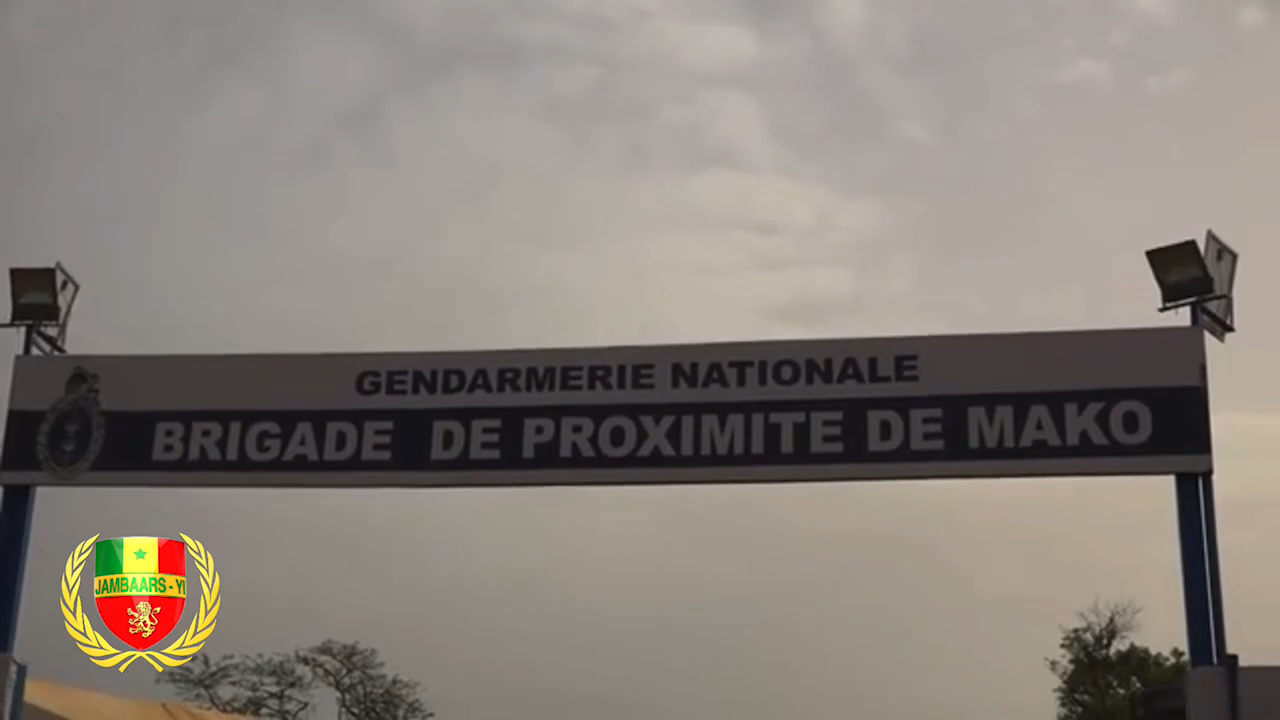 GENDARMERIE NATIONALE
BRIGADE DE PROXIMITE DE MAKO
JAMBAARS - YI